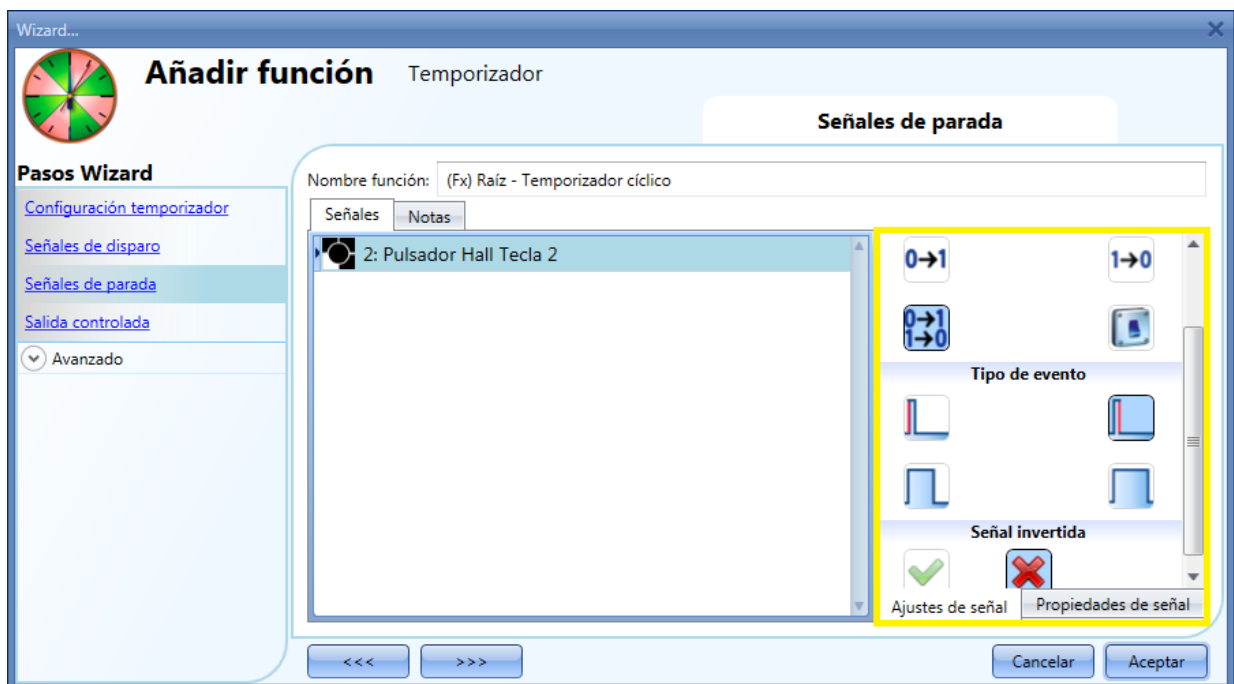 Wizard...
Añadir función Temporizador
Señales de parada
Pasos Wizard
Configuración temporizador
Señales de disparo
Señales de parada
Salida controlada
Avanzado
Nombre función: (Fx) Raíz - Temporizador cíclico
Señales Notas
2: Pulsador Hall Tecla 2
0→1 1→0
0→1
1→0
Tipo de evento
Señal invertida
Ajustes de señal Propiedades de señal
<<< >>> Cancelar Aceptar